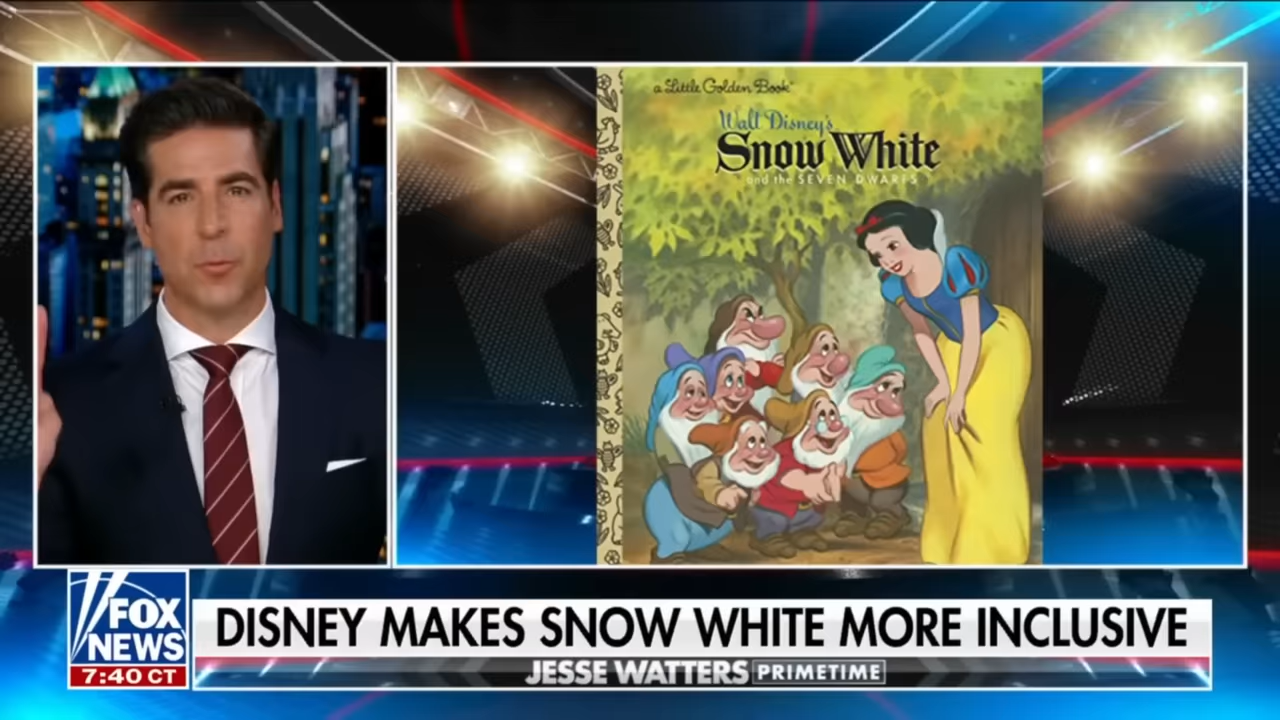 a Little Golden Book
Walt Disney's
Snow White
and the SEVEN DWARFS
FOX
NEWS
7:40 CT
DISNEY MAKES SNOW WHITE MORE INCLUSIVE
JESSE WATTERS PRIMETIME